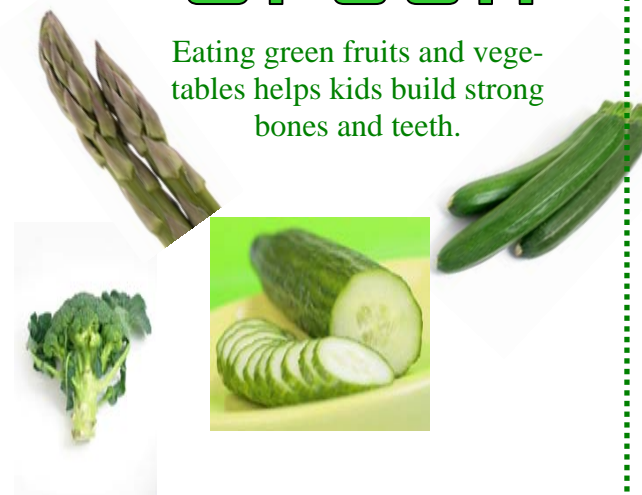 Eating green fruits and vege-
tables helps kids build strong
bones and teeth.